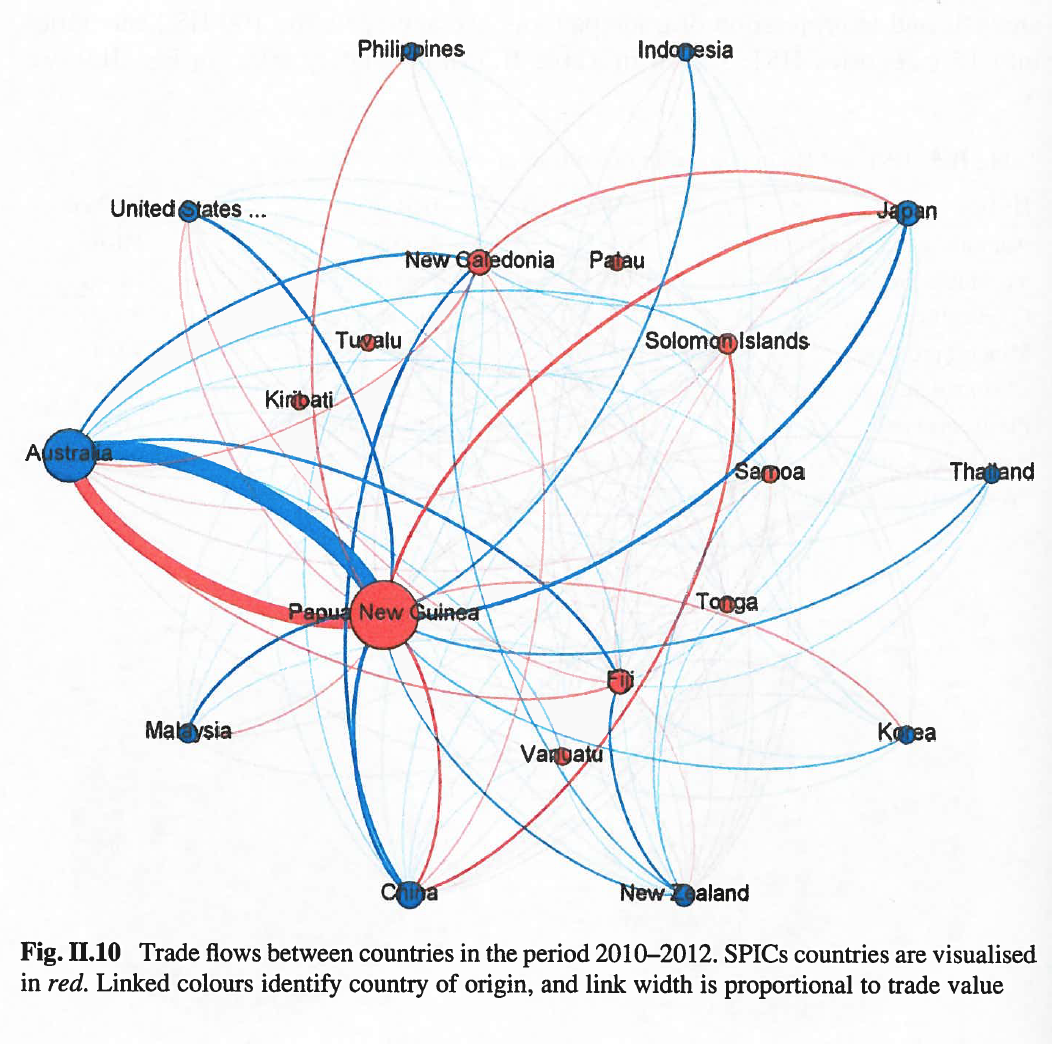 Philippines
Indonesia
United States ...
Japan
New Caledonia
Palau
Tuvalu
Solomon Islands
Kiribati
Australia
Samoa
Thailand
Papua New Guinea
Tonga
Fiji
Malaysia
Vanuatu
Korea
China
New Zealand
Fig. II.10 Trade flows between countries in the period 2010–2012. SPICs countries are visualised
in red. Linked colours identify country of origin, and link width is proportional to trade value